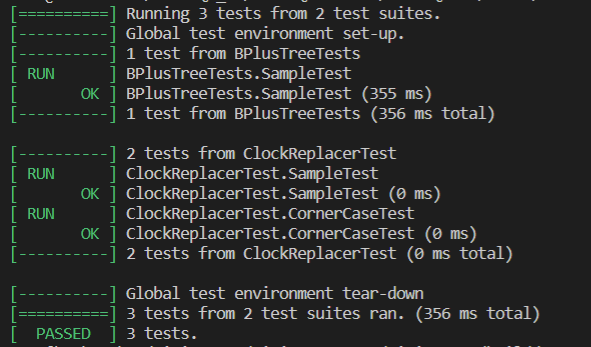 [==========] Running 3 tests from 2 test suites.
[----------] Global test environment set-up.
[----------] 1 test from BPlusTreeTests
[ RUN      ] BPlusTreeTests.SampleTest
[       OK ] BPlusTreeTests.SampleTest (355 ms)
[----------] 1 test from BPlusTreeTests (356 ms total)
[----------] 2 tests from ClockReplacerTest
[ RUN      ] ClockReplacerTest.SampleTest
[       OK ] ClockReplacerTest.SampleTest (0 ms)
[ RUN      ] ClockReplacerTest.CornerCaseTest
[       OK ] ClockReplacerTest.CornerCaseTest (0 ms)
[----------] 2 tests from ClockReplacerTest (0 ms total)
[----------] Global test environment tear-down
[==========] 3 tests from 2 test suites ran. (356 ms total)
[  PASSED  ] 3 tests.